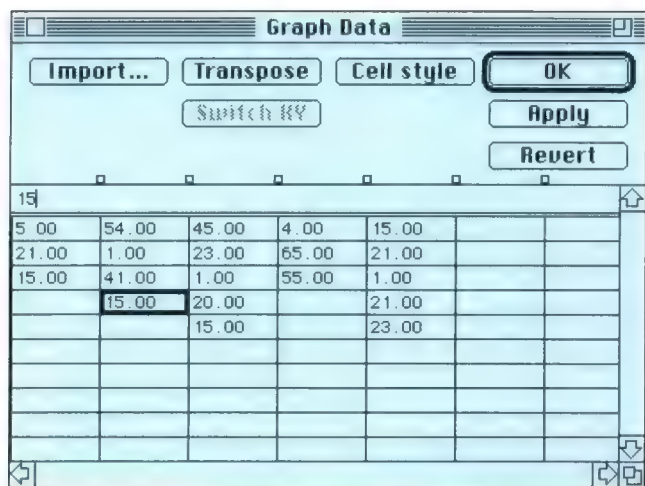 Graph Data
Import... Transpose Cell style OK
Switch XY Apply
Revert
15
5 00 54.00 45.00 4.00 15.00
21.00 1.00 23.00 65.00 21.00
15.00 41.00 1.00 55.00 1.00
15.00 20.00 21.00
15.00 23.00